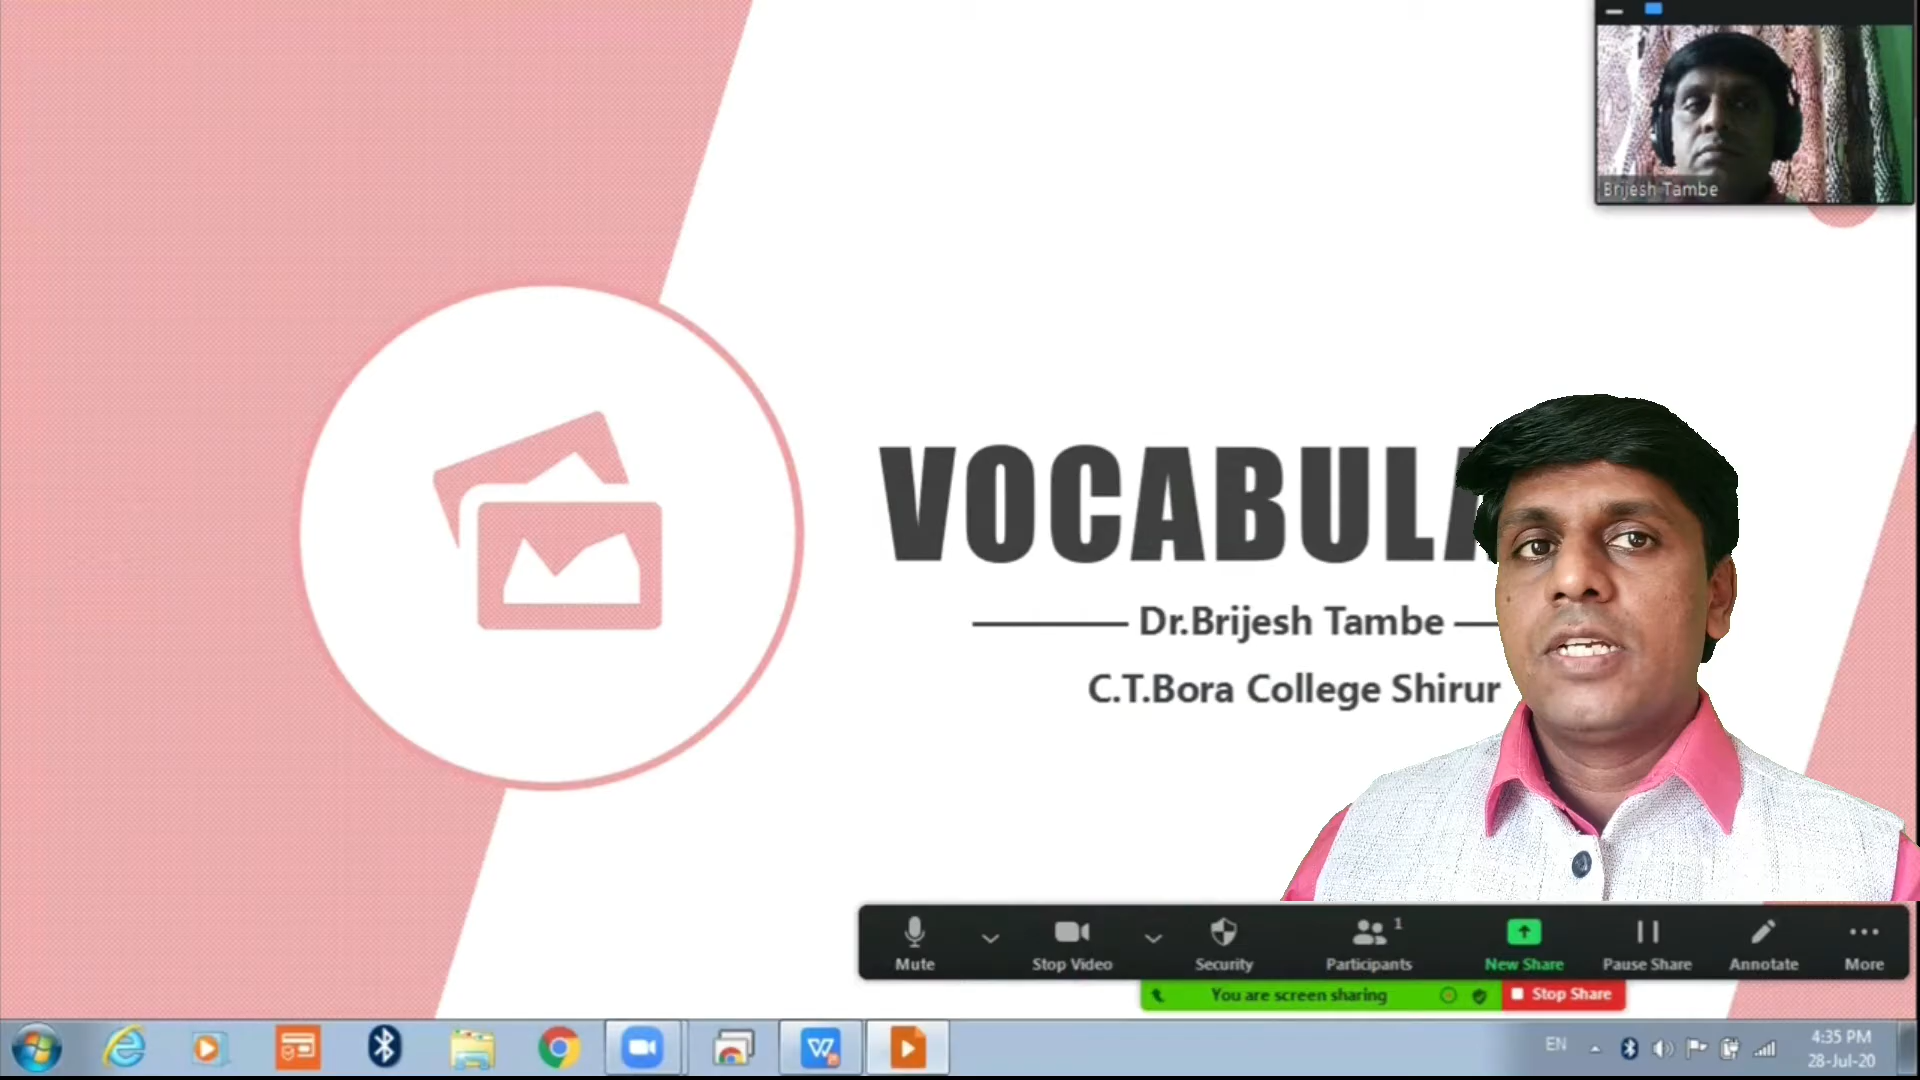 Brijesh Tambe
VOCABULA
Dr.Brijesh Tambe
C.T.Bora College Shirur
Mute
Stop Video
Security
1
Participants
New Share
Pause Share
Annotate
More
You are screen sharing
Stop Share
EN
4:35 PM
28-Jul-20